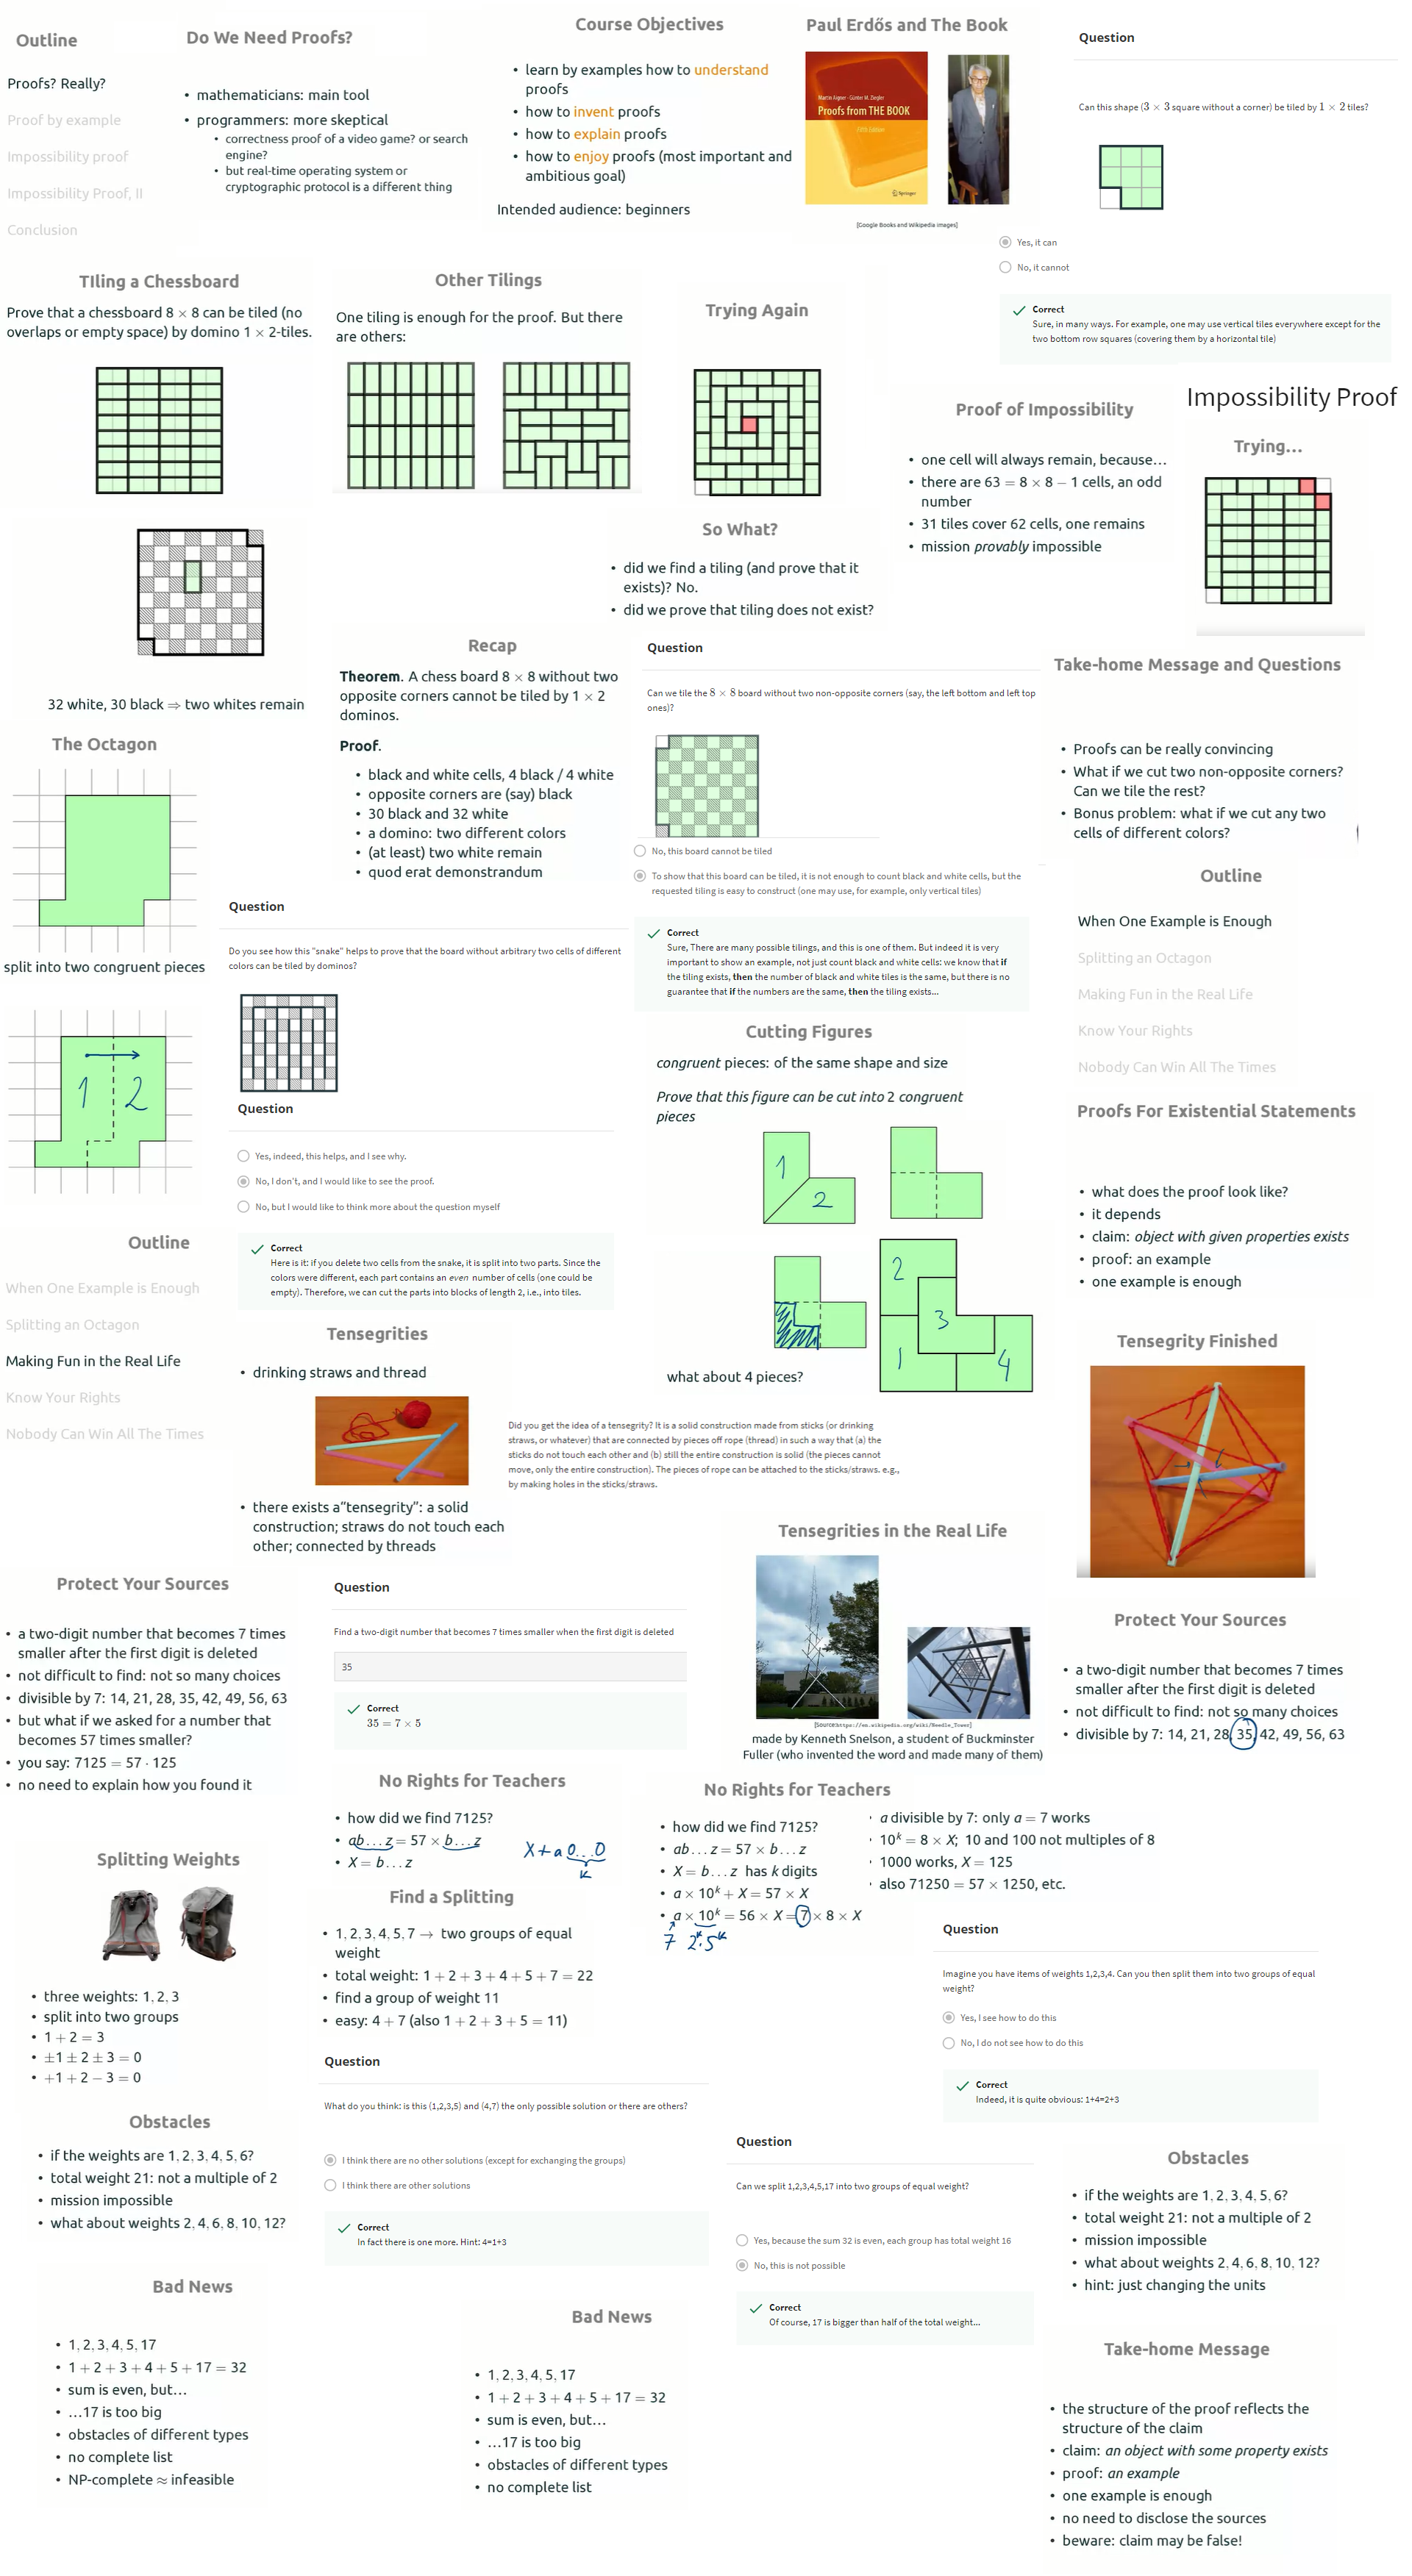 Outline
Proofs? Really?
Proof by example
Impossibility proof
Impossibility Proof, II
Conclusion
Do We Need Proofs?
• mathematicians: main tool
• programmers: more skeptical
• correctness proof of a video game? or search
engine?
• but real-time operating system or
cryptographic protocol is a different thing
Course Objectives
• learn by examples how to understand
proofs
• how to invent proofs
• how to explain proofs
• how to enjoy proofs (most important and
ambitious goal)
Intended audience: beginners
Paul Erdős and The Book
Martin Aigner · Günter M. Ziegler
Proofs from THE BOOK
Fifth Edition
Springer
[Google Books and Wikipedia images]
Question
Can this shape (3 × 3 square without a corner) be tiled by 1 × 2 tiles?
Yes, it can
No, it cannot
Correct
Sure, in many ways. For example, one may use vertical tiles everywhere except for the
two bottom row squares (covering them by a horizontal tile)
TIling a Chessboard
Prove that a chessboard 8 × 8 can be tiled (no
overlaps or empty space) by domino 1 × 2-tiles.
Other Tilings
One tiling is enough for the proof. But there
are others:
Trying Again
Proof of Impossibility
• one cell will always remain, because…
• there are 63 = 8 × 8 − 1 cells, an odd
number
• 31 tiles cover 62 cells, one remains
• mission provably impossible
Impossibility Proof
Trying…
So What?
• did we find a tiling (and prove that it
exists)? No.
• did we prove that tiling does not exist?
32 white, 30 black ⇒ two whites remain
Recap
Theorem. A chess board 8 × 8 without two
opposite corners cannot be tiled by 1 × 2
dominos.
Proof.
• black and white cells, 4 black / 4 white
• opposite corners are (say) black
• 30 black and 32 white
• a domino: two different colors
• (at least) two white remain
• quod erat demonstrandum
Question
Can we tile the 8 × 8 board without two non-opposite corners (say, the left bottom and left top
ones)?
No, this board cannot be tiled
To show that this board can be tiled, it is not enough to count black and white cells, but the
requested tiling is easy to construct (one may use, for example, only vertical tiles)
Correct
Sure, There are many possible tilings, and this is one of them. But indeed it is very
important to show an example, not just count black and white cells: we know that if
the tiling exists, then the number of black and white tiles is the same, but there is no
guarantee that if the numbers are the same, then the tiling exists...
Take-home Message and Questions
• Proofs can be really convincing
• What if we cut two non-opposite corners?
Can we tile the rest?
• Bonus problem: what if we cut any two
cells of different colors?
The Octagon
split into two congruent pieces
1 2
Question
Do you see how this "snake" helps to prove that the board without arbitrary two cells of different
colors can be tiled by dominos?
Question
Yes, indeed, this helps, and I see why.
No, I don't, and I would like to see the proof.
No, but I would like to think more about the question myself
Correct
Here is it: if you delete two cells from the snake, it is split into two parts. Since the
colors were different, each part contains an even number of cells (one could be
empty). Therefore, we can cut the parts into blocks of length 2, i.e., into tiles.
Outline
When One Example is Enough
Splitting an Octagon
Making Fun in the Real Life
Know Your Rights
Nobody Can Win All The Times
Cutting Figures
congruent pieces: of the same shape and size
Prove that this figure can be cut into 2 congruent
pieces
1
2
what about 4 pieces?
2
3
1
4
Proofs For Existential Statements
• what does the proof look like?
• it depends
• claim: object with given properties exists
• proof: an example
• one example is enough
Outline
When One Example is Enough
Splitting an Octagon
Making Fun in the Real Life
Know Your Rights
Nobody Can Win All The Times
Tensegrities
• drinking straws and thread
• there exists a“tensegrity”: a solid
construction; straws do not touch each
other; connected by threads
Did you get the idea of a tensegrity? It is a solid construction made from sticks (or drinking
straws, or whatever) that are connected by pieces off rope (thread) in such a way that (a) the
sticks do not touch each other and (b) still the entire construction is solid (the pieces cannot
move, only the entire construction). The pieces of rope can be attached to the sticks/straws. e.g.,
by making holes in the sticks/straws.
Tensegrity Finished
Tensegrities in the Real Life
[Source:https://en.wikipedia.org/wiki/Needle_Tower]
made by Kenneth Snelson, a student of Buckminster
Fuller (who invented the word and made many of them)
Protect Your Sources
• a two-digit number that becomes 7 times
smaller after the first digit is deleted
• not difficult to find: not so many choices
• divisible by 7: 14, 21, 28, 35, 42, 49, 56, 63
• but what if we asked for a number that
becomes 57 times smaller?
• you say: 7125 = 57 · 125
• no need to explain how you found it
Question
Find a two-digit number that becomes 7 times smaller when the first digit is deleted
35
Correct
35 = 7 × 5
Protect Your Sources
• a two-digit number that becomes 7 times
smaller after the first digit is deleted
• not difficult to find: not so many choices
• divisible by 7: 14, 21, 28, 35, 42, 49, 56, 63
No Rights for Teachers
• how did we find 7125?
• ab…z = 57 × b…z
• X = b…z
X+a0...0
k
No Rights for Teachers
• how did we find 7125?
• ab…z = 57 × b…z
• X = b…z has k digits
• a × 10^k + X = 57 × X
• a × 10^k = 56 × X = 7 × 8 × X
7 2^k·5^k
• a divisible by 7: only a = 7 works
• 10^k = 8 × X; 10 and 100 not multiples of 8
• 1000 works, X = 125
• also 71250 = 57 × 1250, etc.
Splitting Weights
• three weights: 1, 2, 3
• split into two groups
• 1 + 2 = 3
• ±1 ± 2 ± 3 = 0
• +1 + 2 − 3 = 0
Find a Splitting
• 1, 2, 3, 4, 5, 7 → two groups of equal
weight
• total weight: 1 + 2 + 3 + 4 + 5 + 7 = 22
• find a group of weight 11
• easy: 4 + 7 (also 1 + 2 + 3 + 5 = 11)
Question
Imagine you have items of weights 1,2,3,4. Can you then split them into two groups of equal
weight?
Yes, I see how to do this
No, I do not see how to do this
Correct
Indeed, it is quite obvious: 1+4=2+3
Question
What do you think: is this (1,2,3,5) and (4,7) the only possible solution or there are others?
I think there are no other solutions (except for exchanging the groups)
I think there are other solutions
Correct
In fact there is one more. Hint: 4=1+3
Obstacles
• if the weights are 1, 2, 3, 4, 5, 6?
• total weight 21: not a multiple of 2
• mission impossible
• what about weights 2, 4, 6, 8, 10, 12?
Question
Can we split 1,2,3,4,5,17 into two groups of equal weight?
Yes, because the sum 32 is even, each group has total weight 16
No, this is not possible
Correct
Of course, 17 is bigger than half of the total weight...
Obstacles
• if the weights are 1, 2, 3, 4, 5, 6?
• total weight 21: not a multiple of 2
• mission impossible
• what about weights 2, 4, 6, 8, 10, 12?
• hint: just changing the units
Bad News
• 1, 2, 3, 4, 5, 17
• 1 + 2 + 3 + 4 + 5 + 17 = 32
• sum is even, but…
• …17 is too big
• obstacles of different types
• no complete list
• NP-complete ≈ infeasible
Bad News
• 1, 2, 3, 4, 5, 17
• 1 + 2 + 3 + 4 + 5 + 17 = 32
• sum is even, but…
• …17 is too big
• obstacles of different types
• no complete list
Take-home Message
• the structure of the proof reflects the
structure of the claim
• claim: an object with some property exists
• proof: an example
• one example is enough
• no need to disclose the sources
• beware: claim may be false!